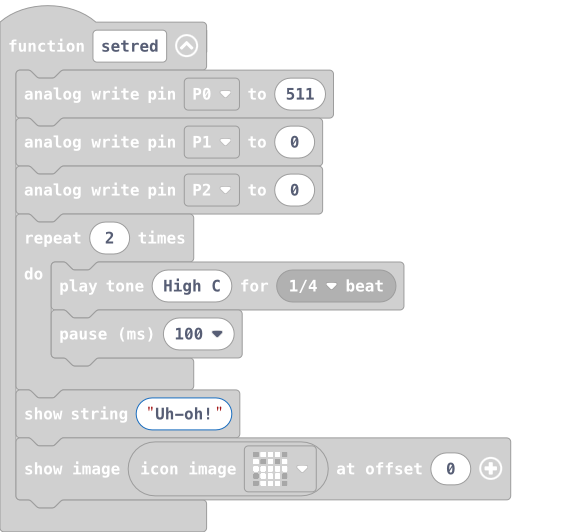 function setred
analog write pin P0 to 511
analog write pin P1 to 0
analog write pin P2 to 0
repeat 2 times
do
play tone High C for 1/4 beat
pause (ms) 100
show string "Uh-oh!"
show image icon image at offset 0